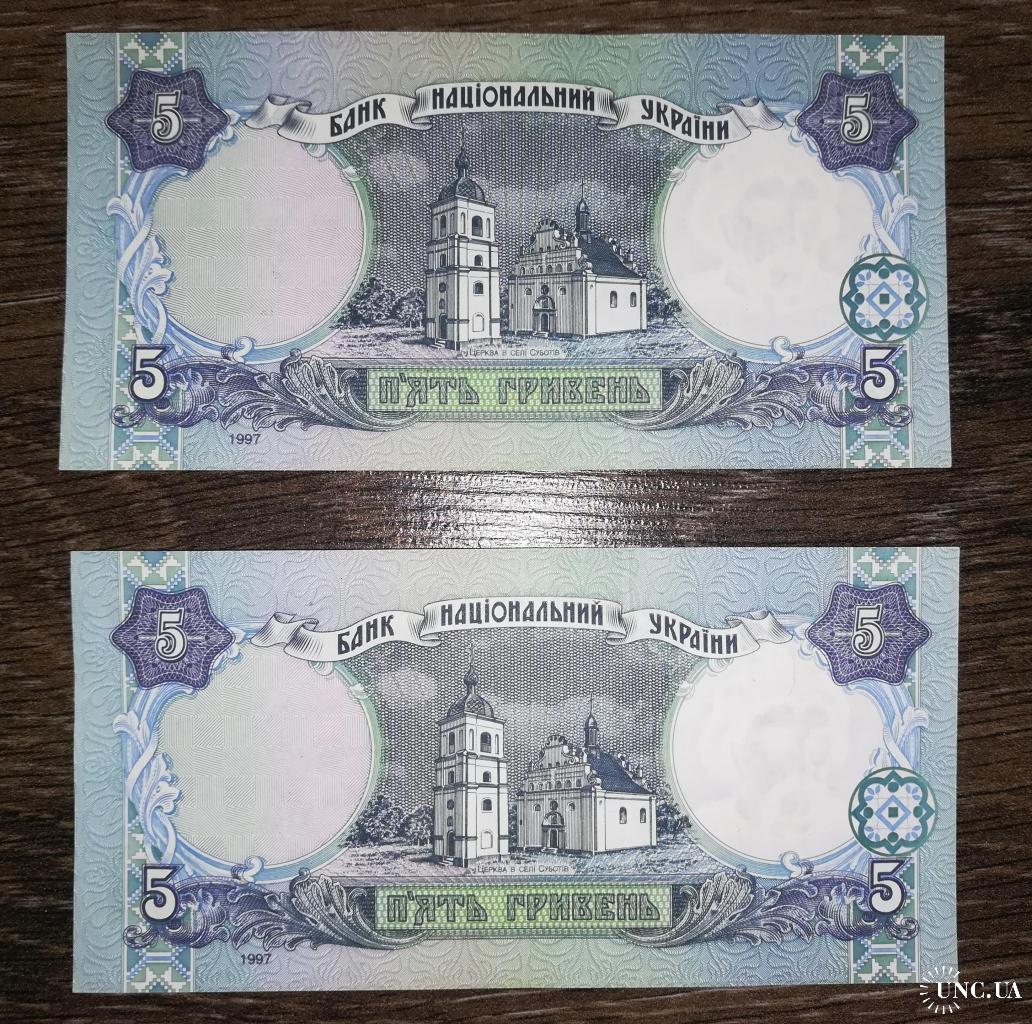 БАНК НАЦІОНАЛЬНИЙ УКРАЇНИ
5 5
ЦЕРКВА В СЕЛІ СУБОТІВ
5 П'ЯТЬ ГРИВЕНЬ 5
1997
БАНК НАЦІОНАЛЬНИЙ УКРАЇНИ
5 5
ЦЕРКВА В СЕЛІ СУБОТІВ
5 П'ЯТЬ ГРИВЕНЬ 5
1997
UNC.UA